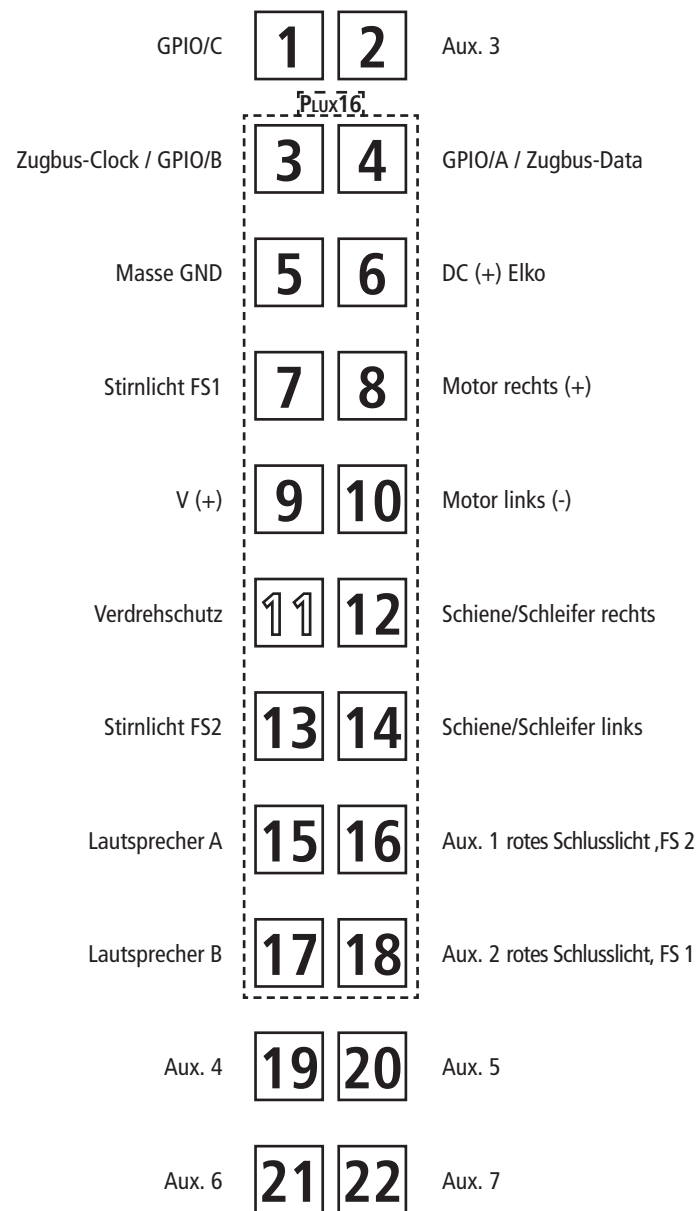 GPIO/C 1 2 Aux. 3
PLUX16
Zugbus-Clock / GPIO/B 3 4 GPIO/A / Zugbus-Data
Masse GND 5 6 DC (+) Elko
Stirnlicht FS1 7 8 Motor rechts (+)
V (+) 9 10 Motor links (-)
Verdrehschutz 11 12 Schiene/Schleifer rechts
Stirnlicht FS2 13 14 Schiene/Schleifer links
Lautsprecher A 15 16 Aux. 1 rotes Schlusslicht ,FS 2
Lautsprecher B 17 18 Aux. 2 rotes Schlusslicht, FS 1
Aux. 4 19 20 Aux. 5
Aux. 6 21 22 Aux. 7